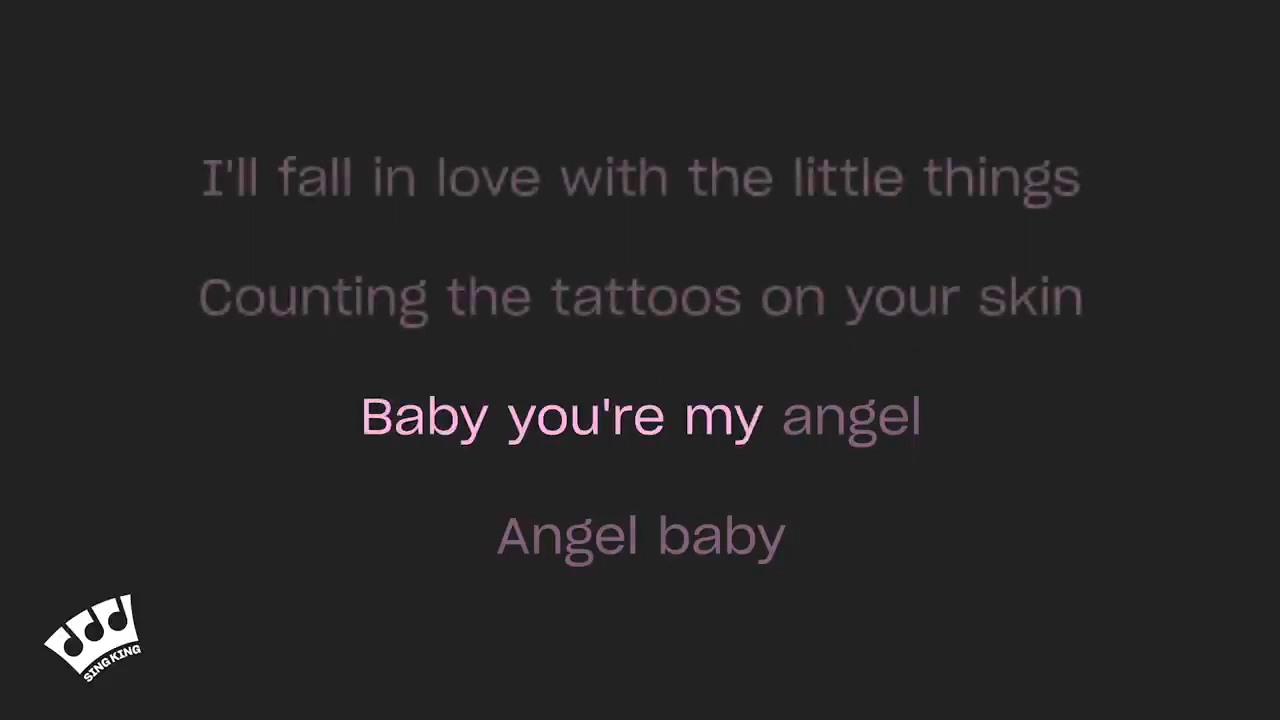 I'll fall in love with the little things
Counting the tattoos on your skin
Baby you're my angel
Angel baby
SING KING